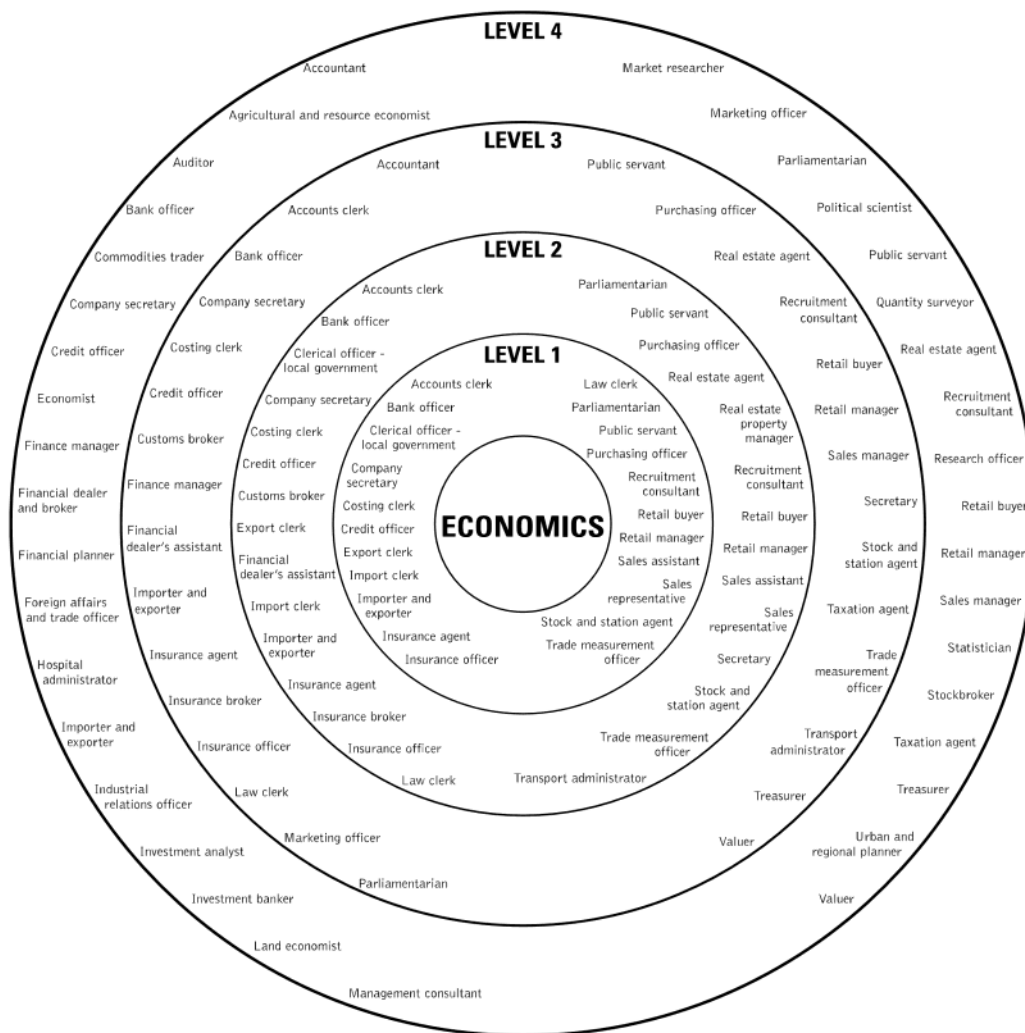 LEVEL 4
Accountant
Agricultural and resource economist
Auditor
Bank officer
Commodities trader
Company secretary
Credit officer
Economist
Finance manager
Financial dealer
and broker
Financial planner
Foreign affairs
and trade officer
Hospital
administrator
Importer and
exporter
Industrial
relations officer
Investment analyst
Investment banker
Land economist
Management consultant
Market researcher
Marketing officer
Parliamentarian
Political scientist
Public servant
Quantity surveyor
Real estate agent
Recruitment
consultant
Research officer
Retail buyer
Retail manager
Sales manager
Statistician
Stockbroker
Taxation agent
Treasurer
Urban and
regional planner
Valuer
LEVEL 3
Accountant
Accounts clerk
Bank officer
Company secretary
Costing clerk
Credit officer
Customs broker
Finance manager
Financial
dealer's assistant
Importer and
exporter
Insurance agent
Insurance broker
Insurance officer
Law clerk
Marketing officer
Parliamentarian
Public servant
Purchasing officer
Real estate agent
Recruitment
consultant
Retail buyer
Retail manager
Sales manager
Secretary
Stock and
station agent
Taxation agent
Trade
measurement
officer
Transport
administrator
Treasurer
Valuer
LEVEL 2
Accounts clerk
Bank officer
Clerical officer -
local government
Company secretary
Costing clerk
Credit officer
Customs broker
Export clerk
Financial
dealer's assistant
Import clerk
Importer and
exporter
Insurance agent
Insurance broker
Insurance officer
Law clerk
Parliamentarian
Public servant
Purchasing officer
Real estate agent
Real estate
property
manager
Recruitment
consultant
Retail buyer
Retail manager
Sales assistant
Sales
representative
Secretary
Stock and
station agent
Trade measurement
officer
Transport administrator
LEVEL 1
Accounts clerk
Bank officer
Clerical officer -
local government
Company
secretary
Costing clerk
Credit officer
Export clerk
Import clerk
Importer and
exporter
Insurance agent
Insurance officer
Law clerk
Parliamentarian
Public servant
Purchasing officer
Recruitment
consultant
Retail buyer
Retail manager
Sales assistant
Sales
representative
Stock and station agent
Trade measurement
officer
ECONOMICS